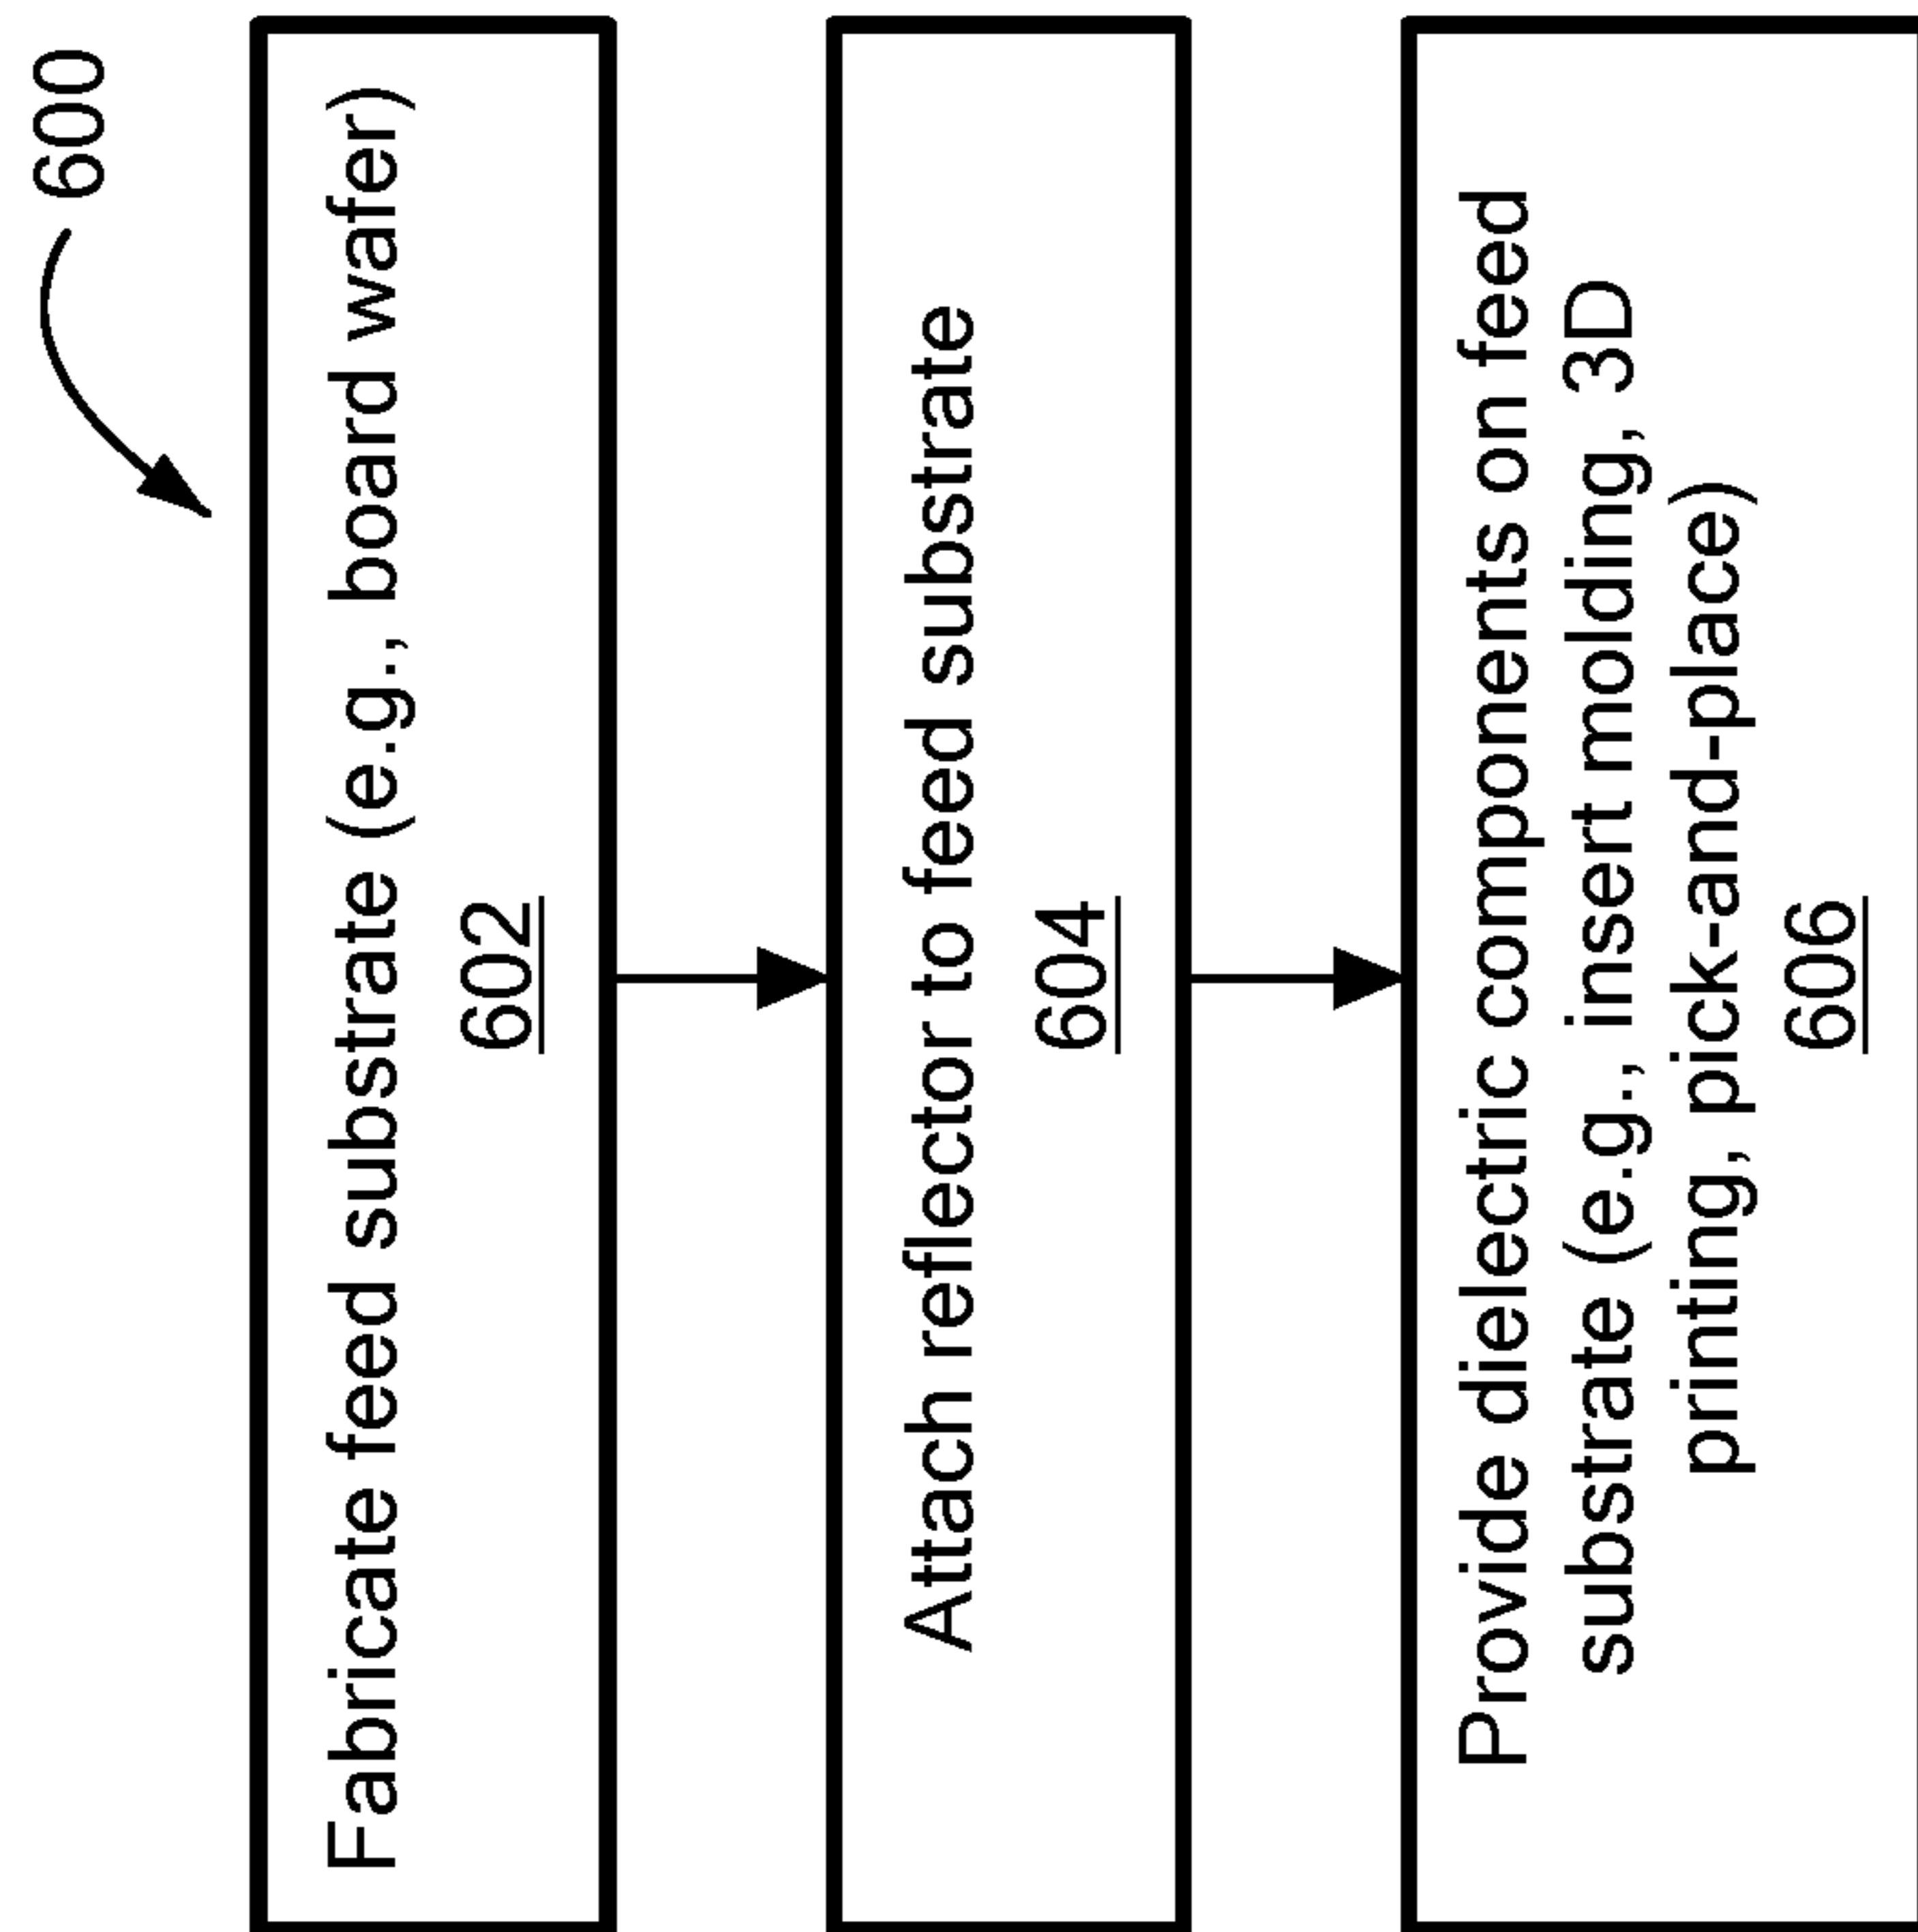 600
Fabricate feed substrate (e.g., board wafer)
602
Attach reflector to feed substrate
604
Provide dielectric components on feed
substrate (e.g., insert molding, 3D
printing, pick-and-place)
606